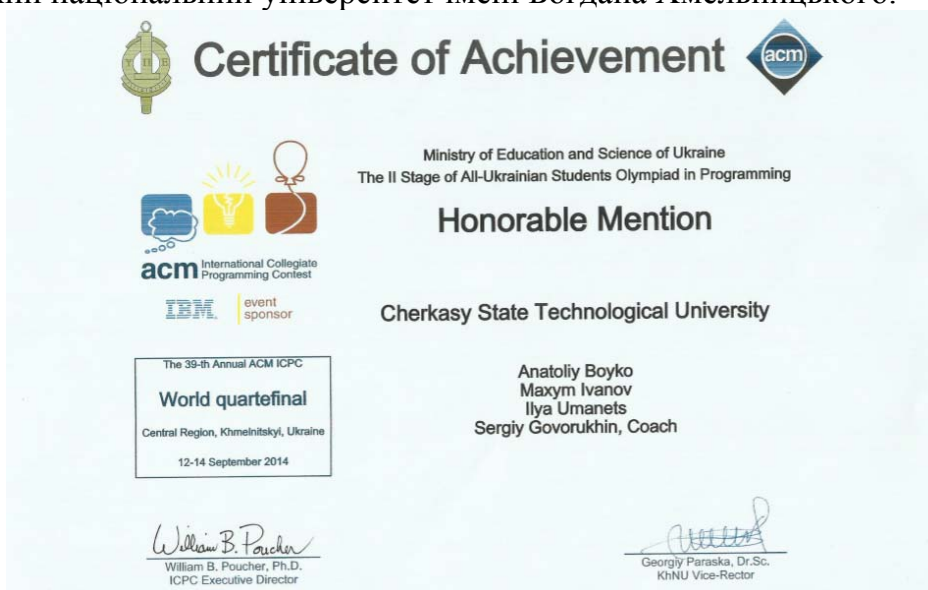 національний університет імені Богдана Хмельницького.
Certificate of Achievement
acm
Υ Π Ε
Ministry of Education and Science of Ukraine
The II Stage of All-Ukrainian Students Olympiad in Programming
Honorable Mention
acm International Collegiate
Programming Contest
IBM. event
sponsor
Cherkasy State Technological University
The 39-th Annual ACM ICPC
World quartefinal
Central Region, Khmelnitskyi, Ukraine
12-14 September 2014
Anatoliy Boyko
Maxym Ivanov
Ilya Umanets
Sergiy Govorukhin, Coach
William B. Poucher
William B. Poucher, Ph.D.
ICPC Executive Director
Georgiy Paraska, Dr.Sc.
KhNU Vice-Rector